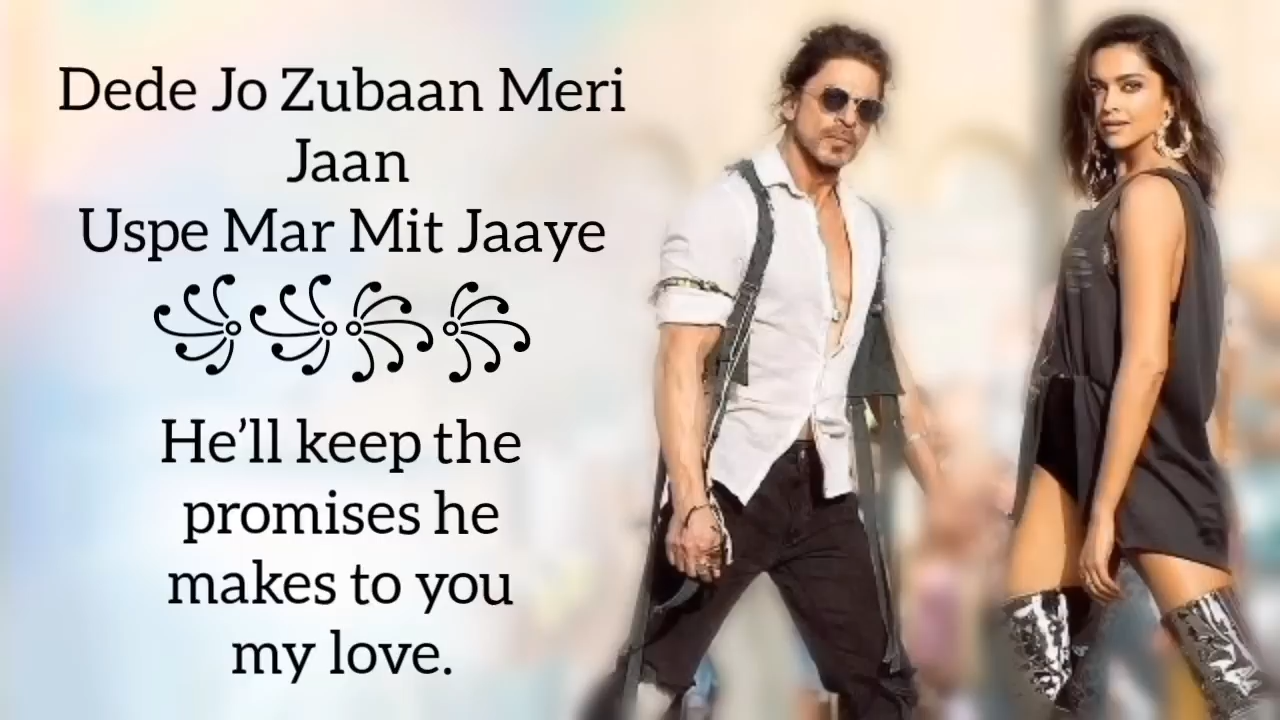 Dede Jo Zubaan Meri
Jaan
Uspe Mar Mit Jaaye
He’ll keep the
promises he
makes to you
my love.